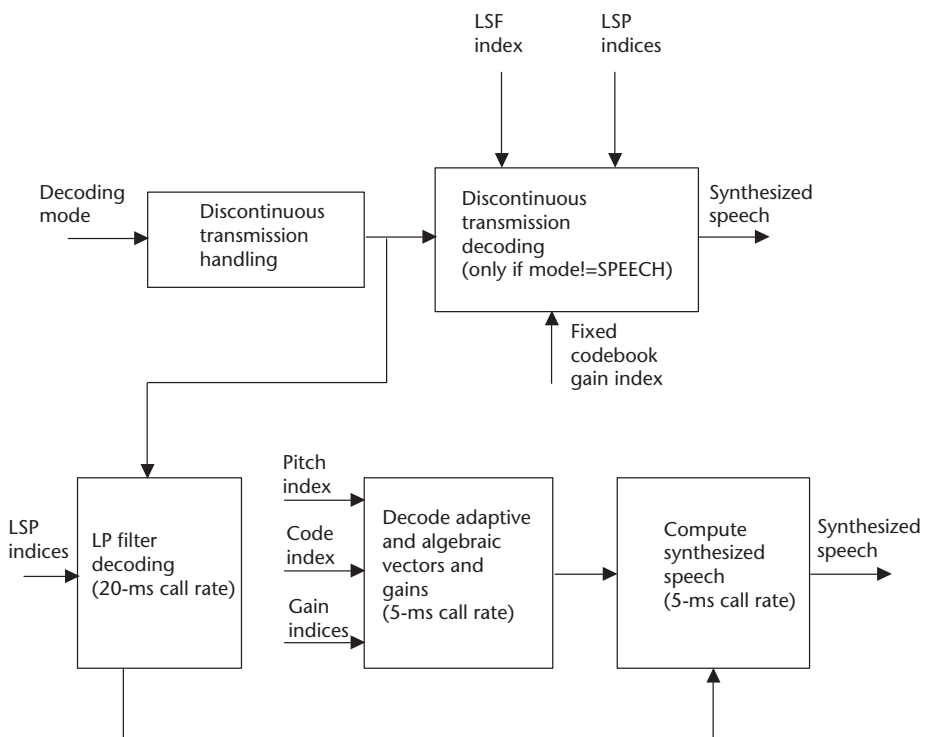 LSF
index
LSP
indices
Decoding
mode
Discontinuous
transmission
handling
Discontinuous
transmission
decoding
(only if mode!=SPEECH)
Synthesized
speech
Fixed
codebook
gain index
LSP
indices
LP filter
decoding
(20-ms call rate)
Pitch
index
Code
index
Gain
indices
Decode adaptive
and algebraic
vectors and
gains
(5-ms call rate)
Compute
synthesized
speech
(5-ms call rate)
Synthesized
speech